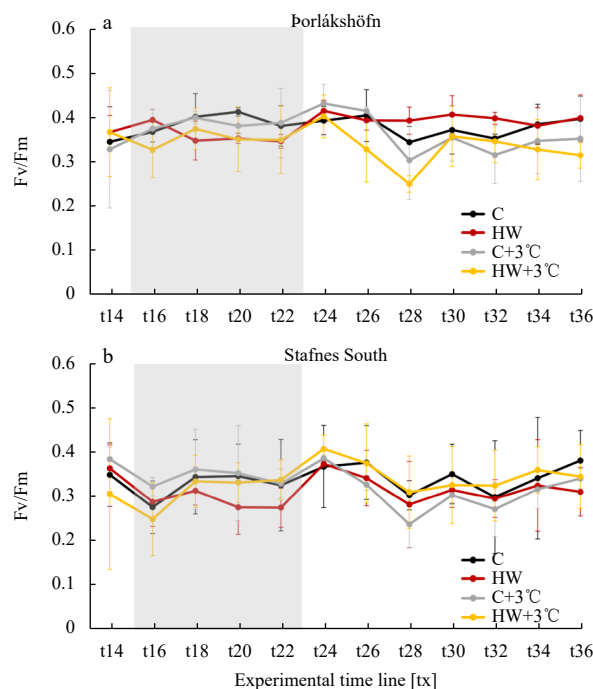 a
Þorlákshöfn
0.6
0.5
0.4
0.3
0.2
0.1
0
Fv/Fm
C
HW
C+3℃
HW+3℃
t14 t16 t18 t20 t22 t24 t26 t28 t30 t32 t34 t36
b
Stafnes South
0.6
0.5
0.4
0.3
0.2
0.1
0
Fv/Fm
C
HW
C+3℃
HW+3℃
t14 t16 t18 t20 t22 t24 t26 t28 t30 t32 t34 t36
Experimental time line [tx]